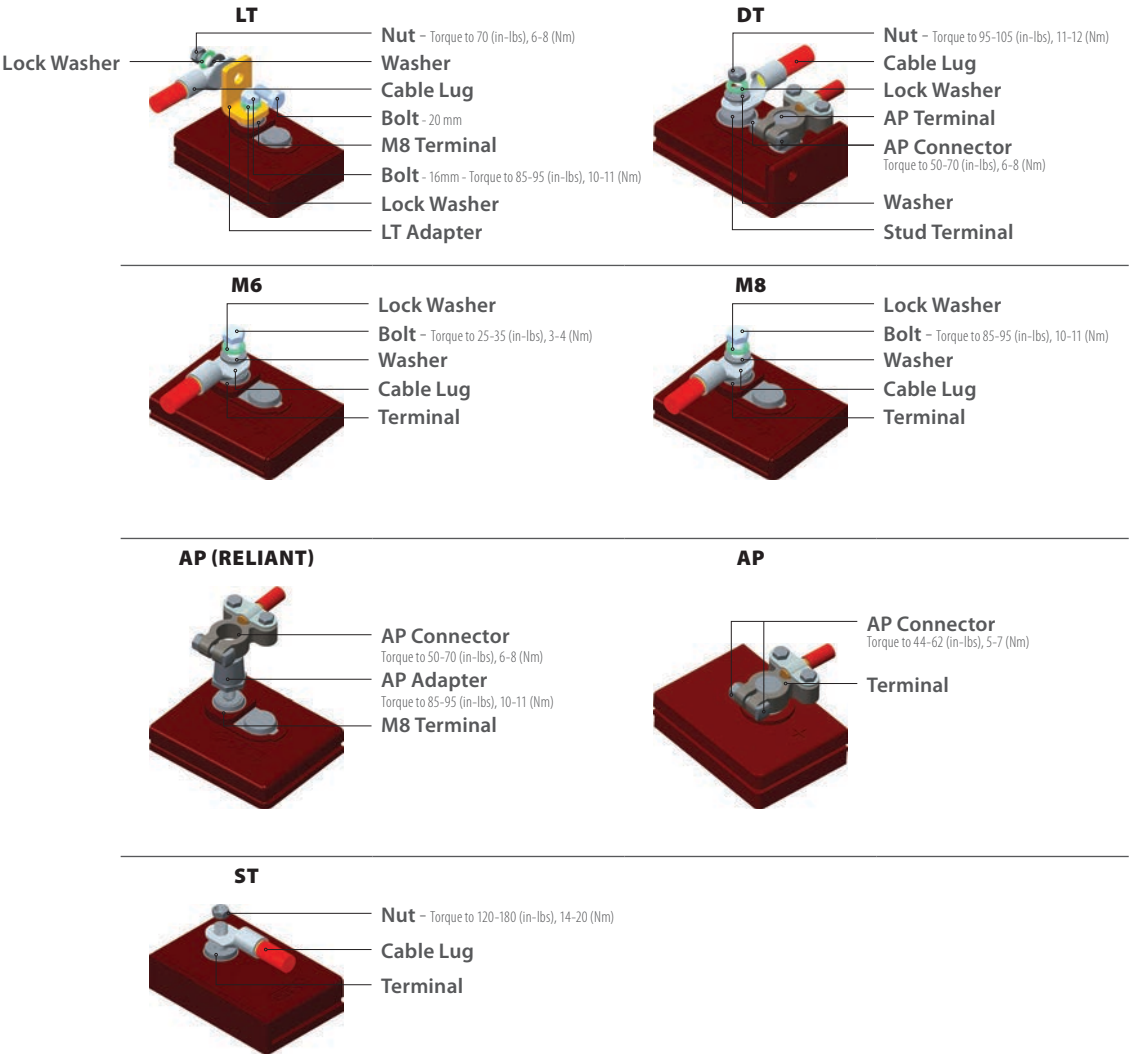 LT
Lock Washer
Nut – Torque to 70 (in-lbs), 6-8 (Nm)
Washer
Cable Lug
Bolt - 20 mm
M8 Terminal
Bolt - 16mm - Torque to 85-95 (in-lbs), 10-11 (Nm)
Lock Washer
LT Adapter
DT
Nut – Torque to 95-105 (in-lbs), 11-12 (Nm)
Cable Lug
Lock Washer
AP Terminal
AP Connector
Torque to 50-70 (in-lbs), 6-8 (Nm)
Washer
Stud Terminal
M6
Lock Washer
Bolt – Torque to 25-35 (in-lbs), 3-4 (Nm)
Washer
Cable Lug
Terminal
M8
Lock Washer
Bolt – Torque to 85-95 (in-lbs), 10-11 (Nm)
Washer
Cable Lug
Terminal
AP (RELIANT)
AP Connector
Torque to 50-70 (in-lbs), 6-8 (Nm)
AP Adapter
Torque to 85-95 (in-lbs), 10-11 (Nm)
M8 Terminal
AP
AP Connector
Torque to 44-62 (in-lbs), 5-7 (Nm)
Terminal
ST
Nut – Torque to 120-180 (in-lbs), 14-20 (Nm)
Cable Lug
Terminal